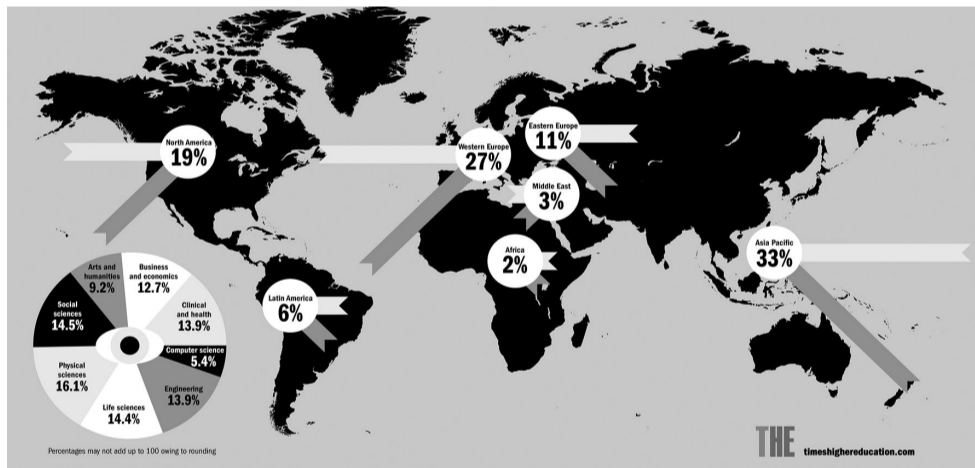 North America
19%
Western Europe
27%
Eastern Europe
11%
Middle East
3%
Africa
2%
Asia Pacific
33%
Latin America
6%
Arts and
humanities
9.2%
Business
and economics
12.7%
Clinical
and health
13.9%
Computer science
5.4%
Engineering
13.9%
Life sciences
14.4%
Physical
sciences
16.1%
Social
sciences
14.5%
Percentages may not add up to 100 owing to rounding
THE timeshighereducation.com